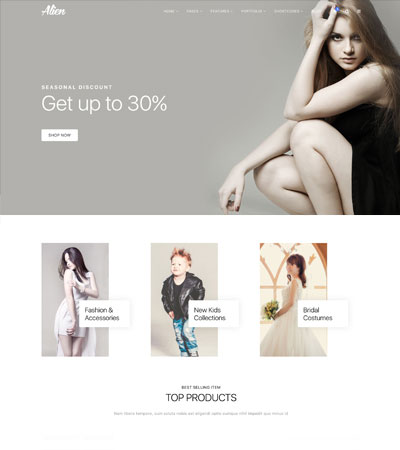 Alien
HOME PAGES FEATURES PORTFOLIO SHORTCODES
SEASONAL DISCOUNT
Get up to 30%
SHOP NOW
Fashion &
Accessories
New Kids
Collections
Bridal
Costumes
BEST SELLING ITEM
TOP PRODUCTS